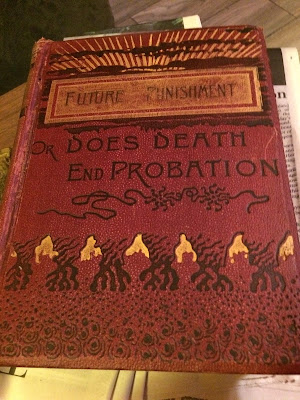 FUTURE PUNISHMENT
OR DOES DEATH
END PROBATION